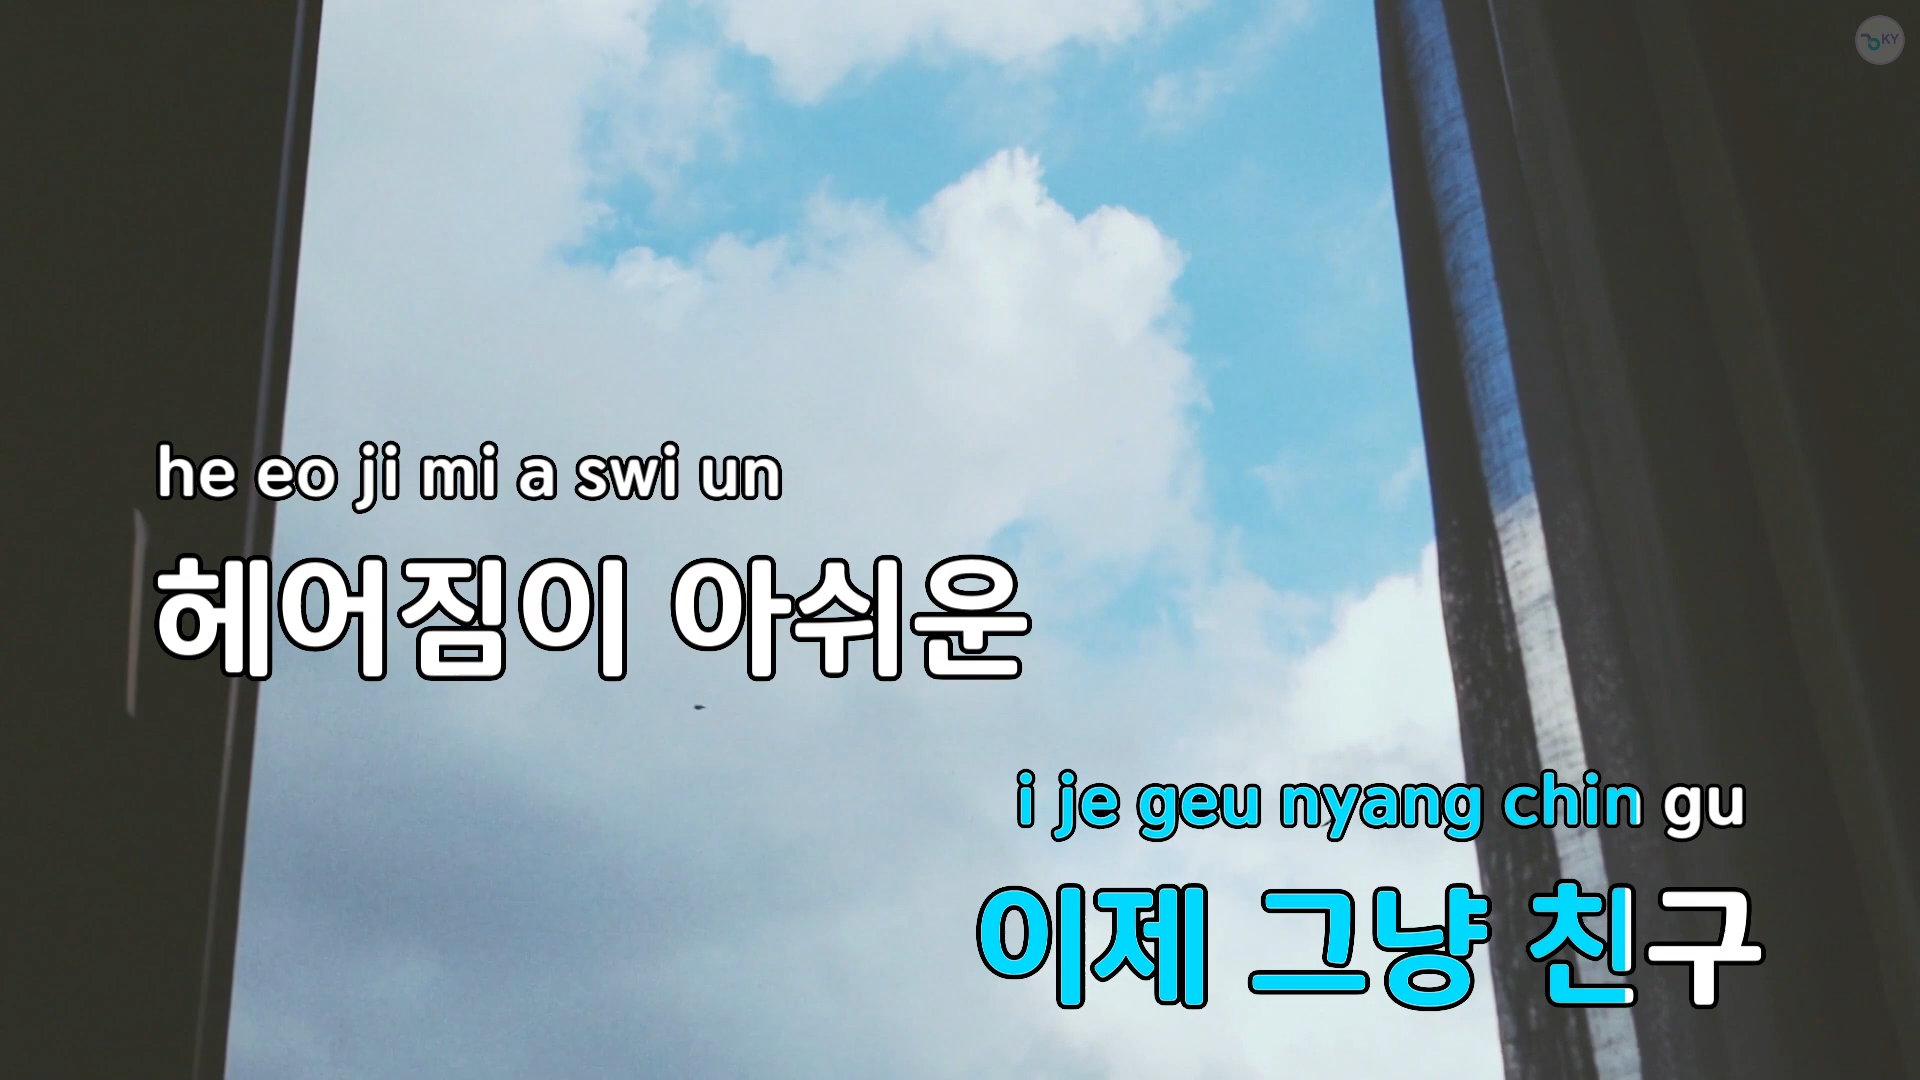 KY
he eo ji mi a swi un
헤어짐이 아쉬운
i je geu nyang chin gu
이제 그냥 친구